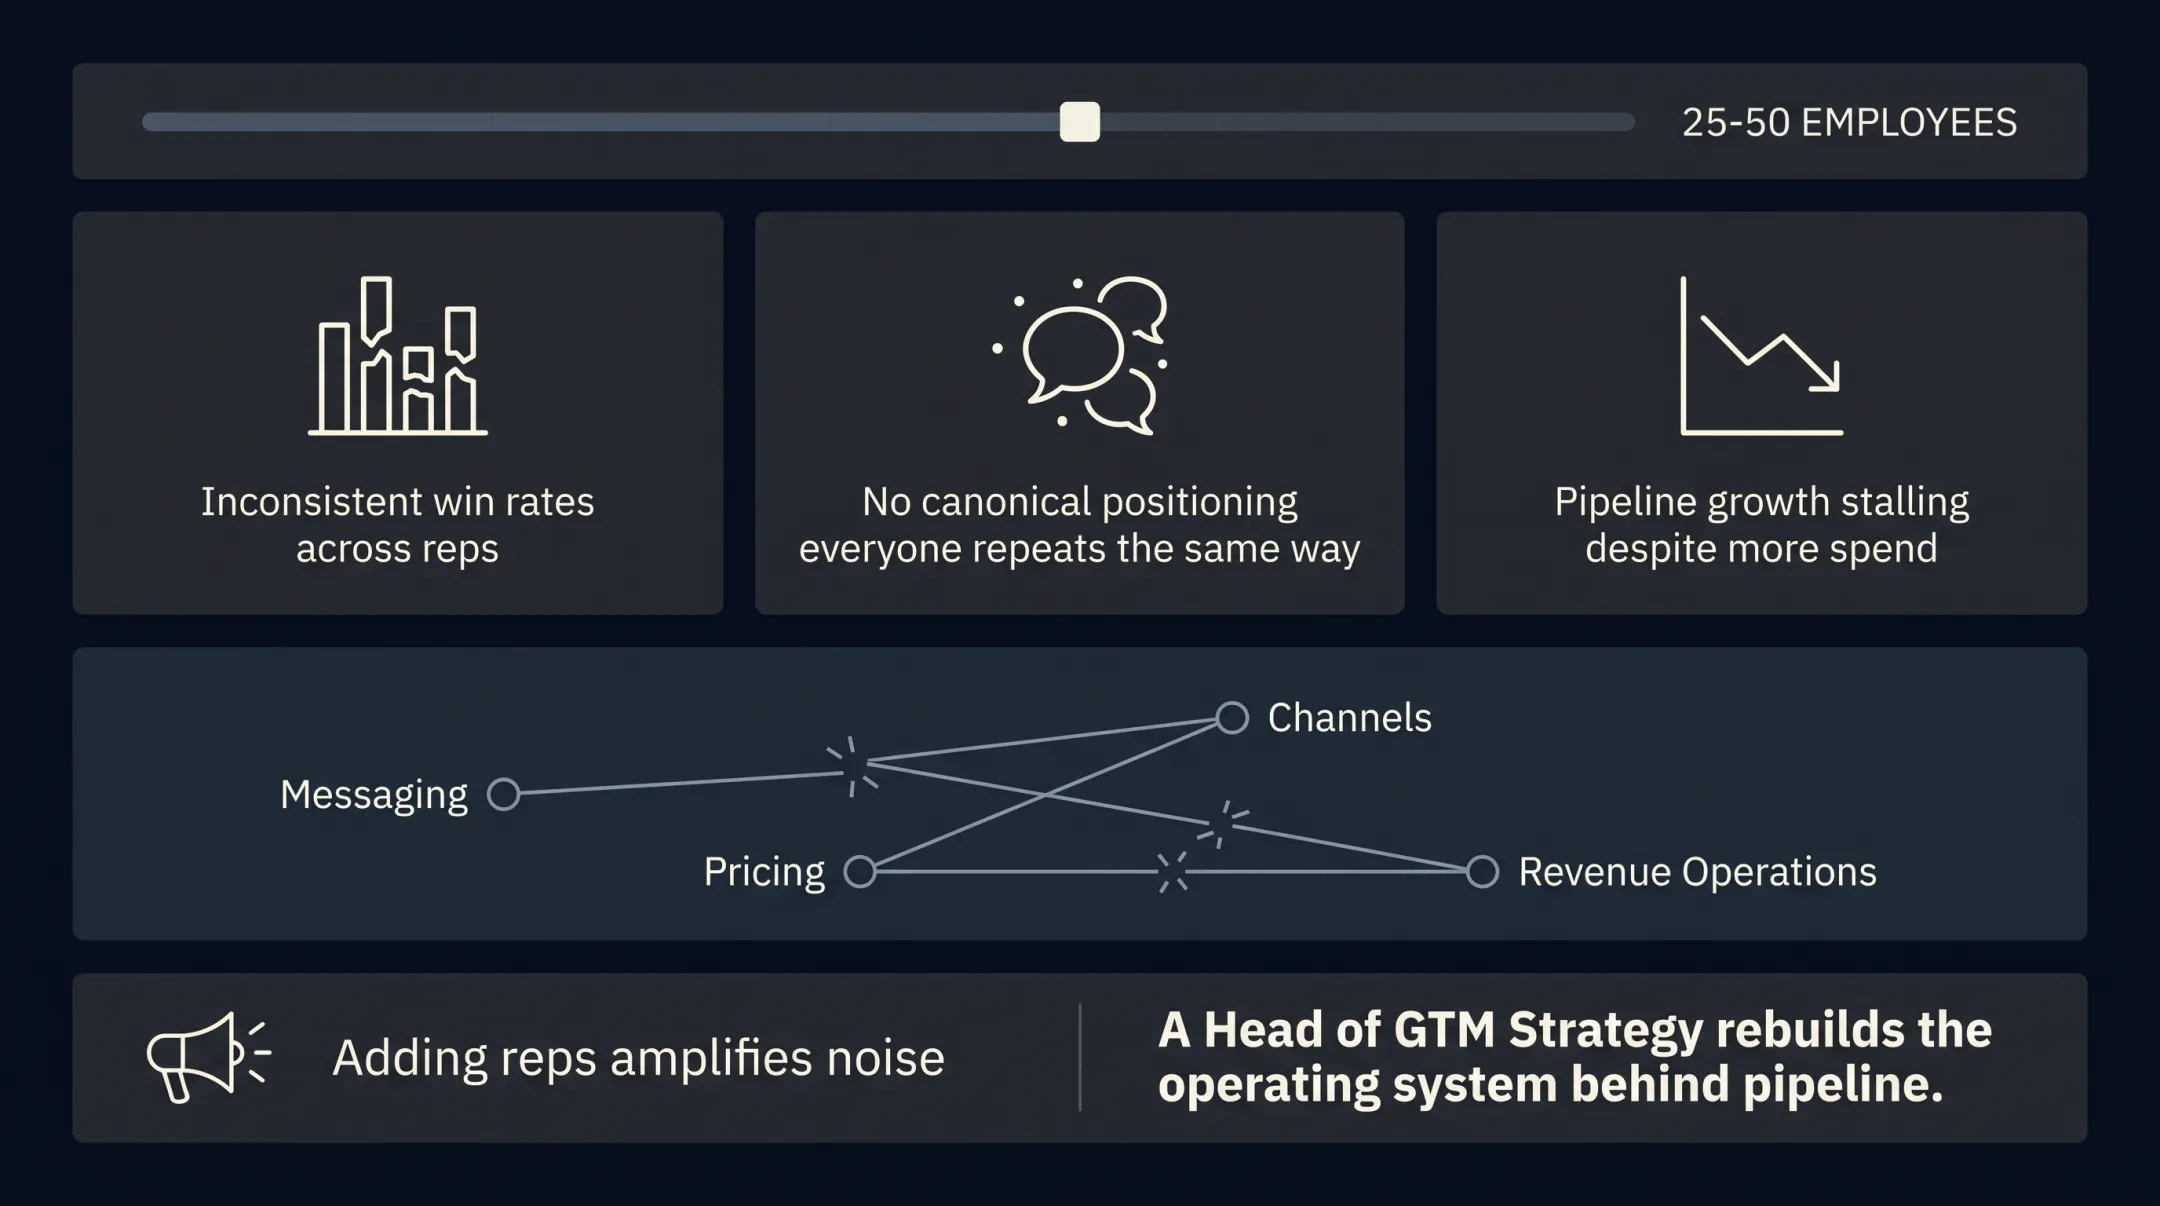 25-50 EMPLOYEES
Inconsistent win rates
across reps
No canonical positioning
everyone repeats the same way
Pipeline growth stalling
despite more spend
Channels
Messaging
Pricing
Revenue Operations
Adding reps amplifies noise
A Head of GTM Strategy rebuilds the
operating system behind pipeline.